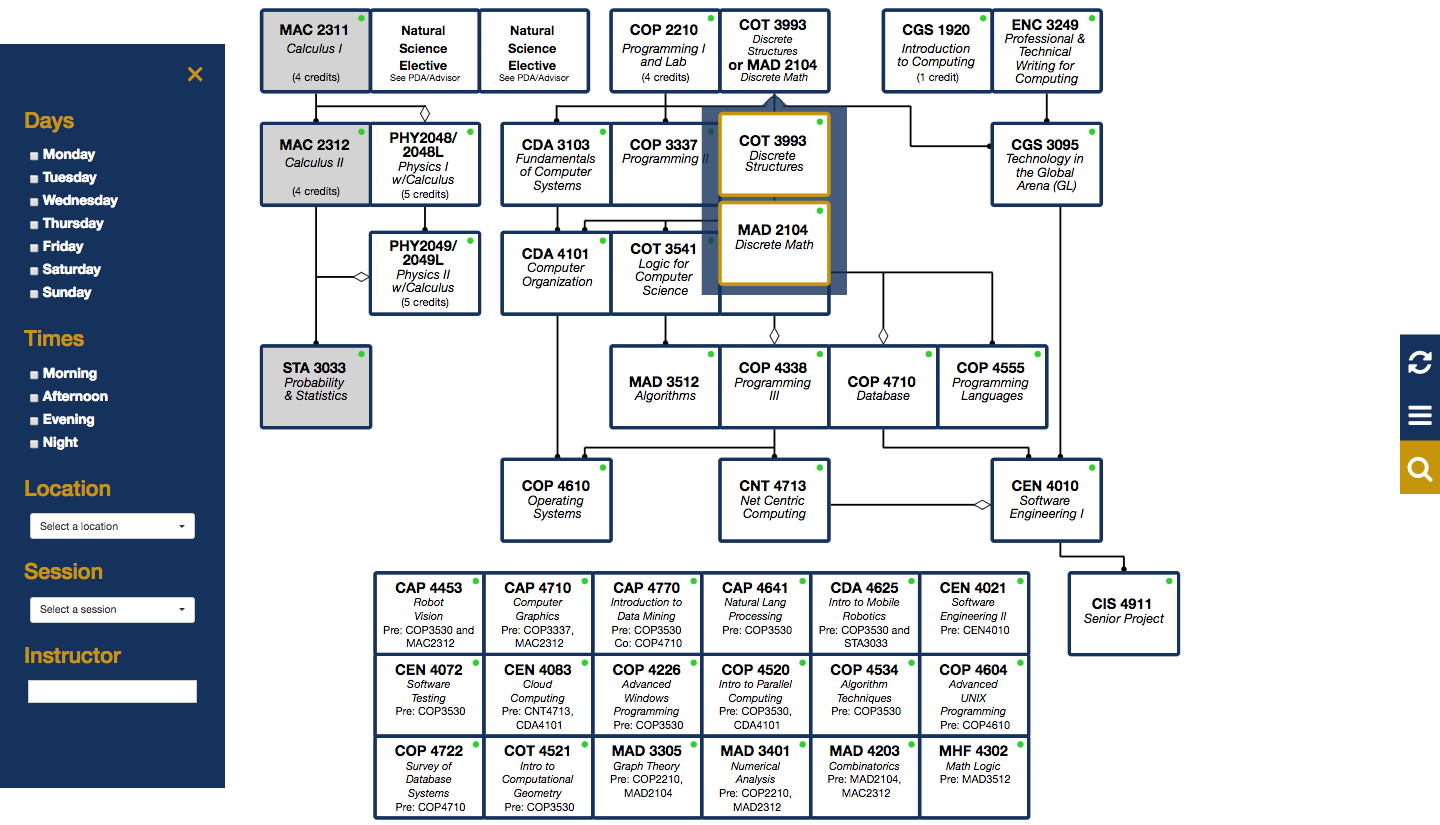 ×
Days
Monday
Tuesday
Wednesday
Thursday
Friday
Saturday
Sunday
Times
Morning
Afternoon
Evening
Night
Location
Select a location
Session
Select a session
Instructor
MAC 2311
Calculus I
(4 credits)
Natural
Science
Elective
See PDA/Advisor
Natural
Science
Elective
See PDA/Advisor
COP 2210
Programming I
and Lab
(4 credits)
COT 3993
Discrete
Structures
or MAD 2104
Discrete Math
CGS 1920
Introduction
to Computing
(1 credit)
ENC 3249
Professional &
Technical
Writing for
Computing
MAC 2312
Calculus II
(4 credits)
PHY2048/
2048L
Physics I
w/Calculus
(5 credits)
CDA 3103
Fundamentals
of Computer
Systems
COP 3337
Programming II
COT 3993
Discrete
Structures
MAD 2104
Discrete Math
CGS 3095
Technology in
the Global
Arena (GL)
PHY2049/
2049L
Physics II
w/Calculus
(5 credits)
CDA 4101
Computer
Organization
COT 3541
Logic for
Computer
Science
STA 3033
Probability
& Statistics
MAD 3512
Algorithms
COP 4338
Programming
III
COP 4710
Database
COP 4555
Programming
Languages
COP 4610
Operating
Systems
CNT 4713
Net Centric
Computing
CEN 4010
Software
Engineering I
CIS 4911
Senior Project
CAP 4453
Robot
Vision
Pre: COP3530 and
MAC2312
CAP 4710
Computer
Graphics
Pre: COP3337,
MAC2312
CAP 4770
Introduction to
Data Mining
Pre: COP3530
Co: COP4710
CAP 4641
Natural Lang
Processing
Pre: COP3530
CDA 4625
Intro to Mobile
Robotics
Pre: COP3530 and
STA3033
CEN 4021
Software
Engineering II
Pre: CEN4010
CEN 4072
Software
Testing
Pre: COP3530
CEN 4083
Cloud
Computing
Pre: CNT4713,
CDA4101
COP 4226
Advanced
Windows
Programming
Pre: COP3530
COP 4520
Intro to Parallel
Computing
Pre: COP3530,
CDA4101
COP 4534
Algorithm
Techniques
Pre: COP3530
COP 4604
Advanced
UNIX
Programming
Pre: COP4610
COP 4722
Survey of
Database
Systems
Pre: COP4710
COT 4521
Intro to
Computational
Geometry
Pre: COP3530
MAD 3305
Graph Theory
Pre: COP2210,
MAD2104
MAD 3401
Numerical
Analysis
Pre: COP2210,
MAD2312
MAD 4203
Combinatorics
Pre: MAD2104,
MAC2312
MHF 4302
Math Logic
Pre: MAD3512